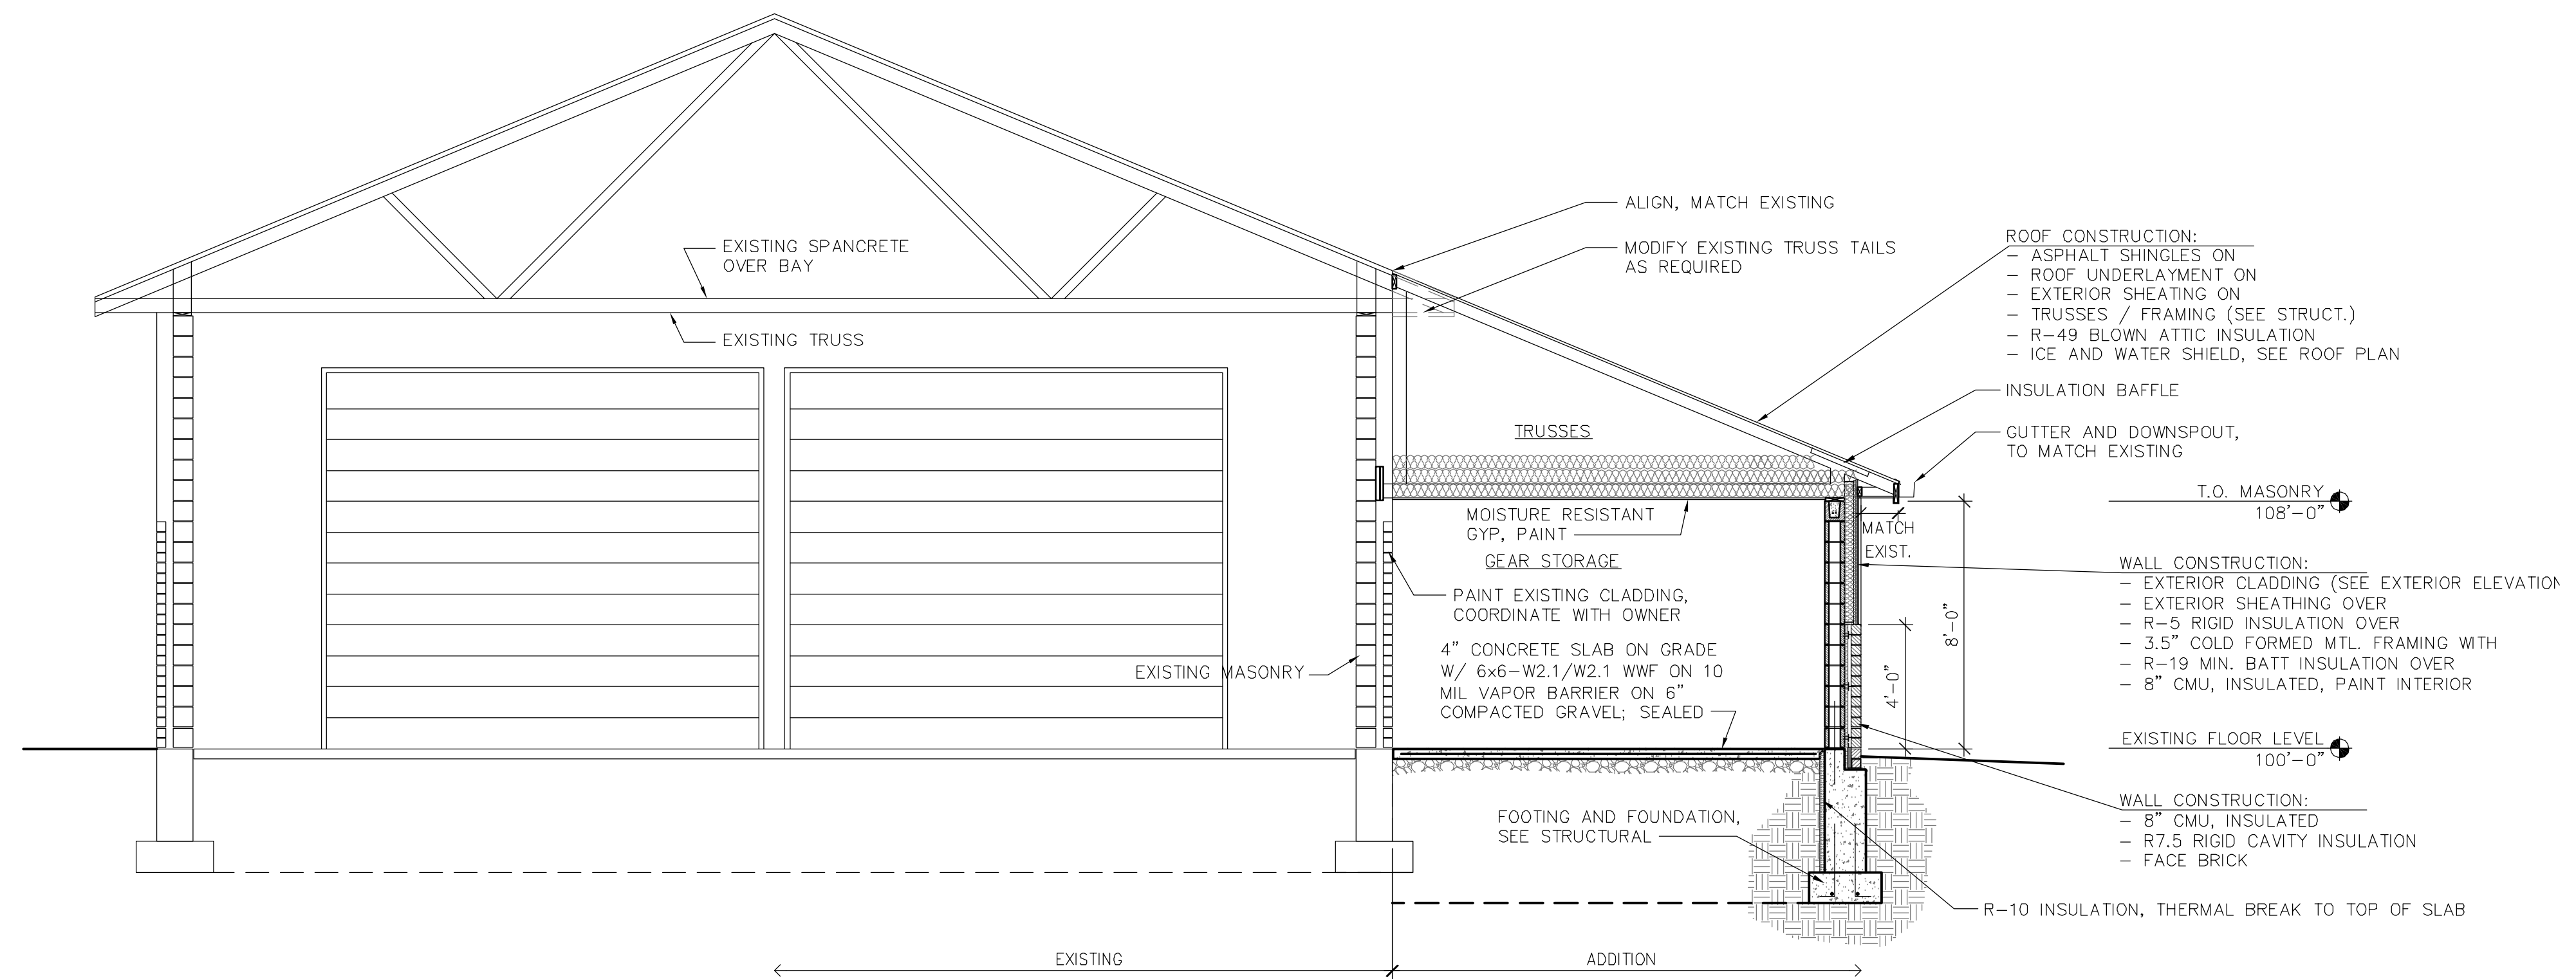 ALIGN, MATCH EXISTING
EXISTING SPANCRETE
OVER BAY
MODIFY EXISTING TRUSS TAILS
AS REQUIRED
ROOF CONSTRUCTION:
- ASPHALT SHINGLES ON
- ROOF UNDERLAYMENT ON
- EXTERIOR SHEATING ON
- TRUSSES / FRAMING (SEE STRUCT.)
- R-49 BLOWN ATTIC INSULATION
- ICE AND WATER SHIELD, SEE ROOF PLAN
EXISTING TRUSS
INSULATION BAFFLE
TRUSSES
GUTTER AND DOWNSPOUT,
TO MATCH EXISTING
T.O. MASONRY
108'-0"
MOISTURE RESISTANT
GYP, PAINT
MATCH
EXIST.
GEAR STORAGE
WALL CONSTRUCTION:
- EXTERIOR CLADDING (SEE EXTERIOR ELEVATION
- EXTERIOR SHEATHING OVER
- R-5 RIGID INSULATION OVER
- 3.5" COLD FORMED MTL. FRAMING WITH
- R-19 MIN. BATT INSULATION OVER
- 8" CMU, INSULATED, PAINT INTERIOR
PAINT EXISTING CLADDING,
COORDINATE WITH OWNER
8'-0"
4'-0"
4" CONCRETE SLAB ON GRADE
W/ 6x6-W2.1/W2.1 WWF ON 10
MIL VAPOR BARRIER ON 6"
COMPACTED GRAVEL; SEALED
EXISTING MASONRY
EXISTING FLOOR LEVEL
100'-0"
WALL CONSTRUCTION:
- 8" CMU, INSULATED
- R7.5 RIGID CAVITY INSULATION
- FACE BRICK
FOOTING AND FOUNDATION,
SEE STRUCTURAL
R-10 INSULATION, THERMAL BREAK TO TOP OF SLAB
EXISTING
ADDITION